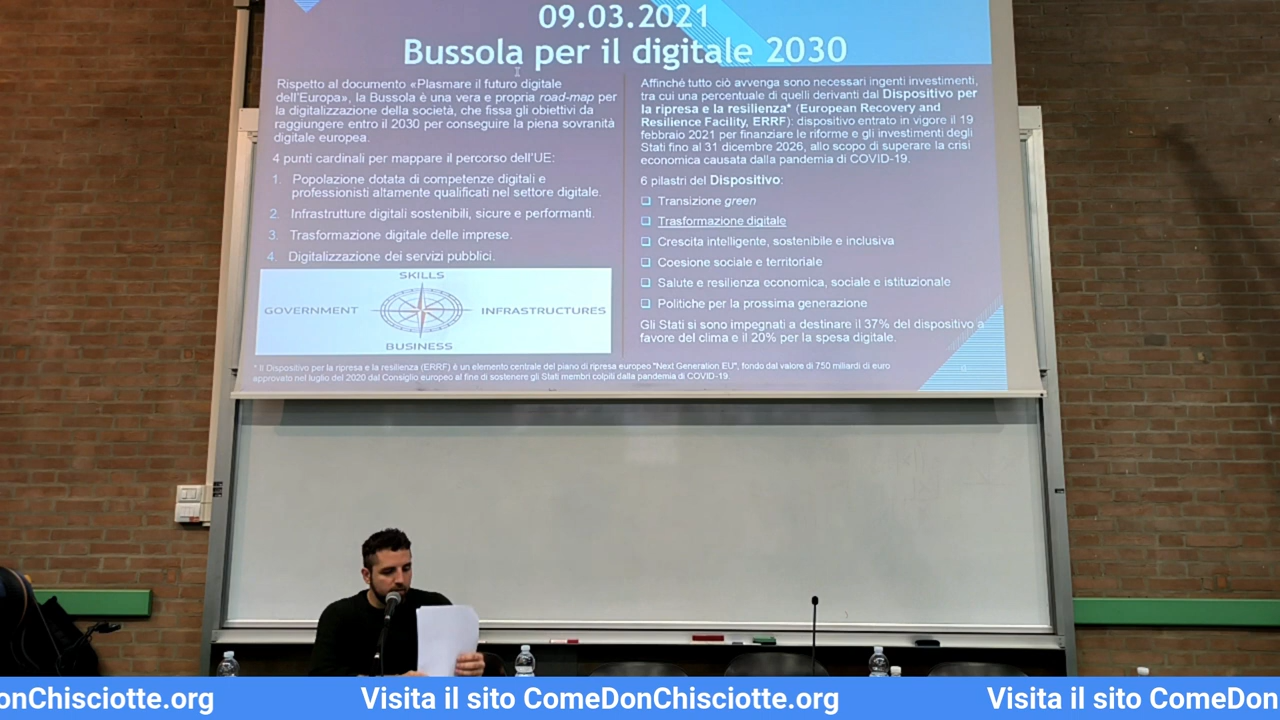 09.03.2021
Bussola per il digitale 2030
Rispetto al documento «Plasmare il futuro digitale
dell'Europa», la Bussola è una vera e propria road-map per
la digitalizzazione della società, che fissa gli obiettivi da
raggiungere entro il 2030 per conseguire la piena sovranità
digitale europea.
4 punti cardinali per mappare il percorso dell'UE:
1. Popolazione dotata di competenze digitali e
professionisti altamente qualificati nel settore digitale.
2. Infrastrutture digitali sostenibili, sicure e performanti.
3. Trasformazione digitale delle imprese.
4. Digitalizzazione dei servizi pubblici.
SKILLS
GOVERNMENT
INFRASTRUCTURES
BUSINESS
Affinché tutto ciò avvenga sono necessari ingenti investimenti,
tra cui una percentuale di quelli derivanti dal Dispositivo per
la ripresa e la resilienza* (European Recovery and
Resilience Facility, ERRF): dispositivo entrato in vigore il 19
febbraio 2021 per finanziare le riforme e gli investimenti degli
Stati fino al 31 dicembre 2026, allo scopo di superare la crisi
economica causata dalla pandemia di COVID-19.
6 pilastri del Dispositivo:
Transizione green
Trasformazione digitale
Crescita intelligente, sostenibile e inclusiva
Coesione sociale e territoriale
Salute e resilienza economica, sociale e istituzionale
Politiche per la prossima generazione
Gli Stati si sono impegnati a destinare il 37% del dispositivo a
favore del clima e il 20% per la spesa digitale.
* Il Dispositivo per la ripresa e la resilienza (ERRF) è un elemento centrale del piano di ripresa europeo "Next Generation EU", fondo dal valore di 750 miliardi di euro
approvato nel luglio del 2020 dal Consiglio europeo al fine di sostenere gli Stati membri colpiti dalla pandemia di COVID-19.
onChisciotte.org Visita il sito ComeDonChisciotte.org Visita il sito ComeDon